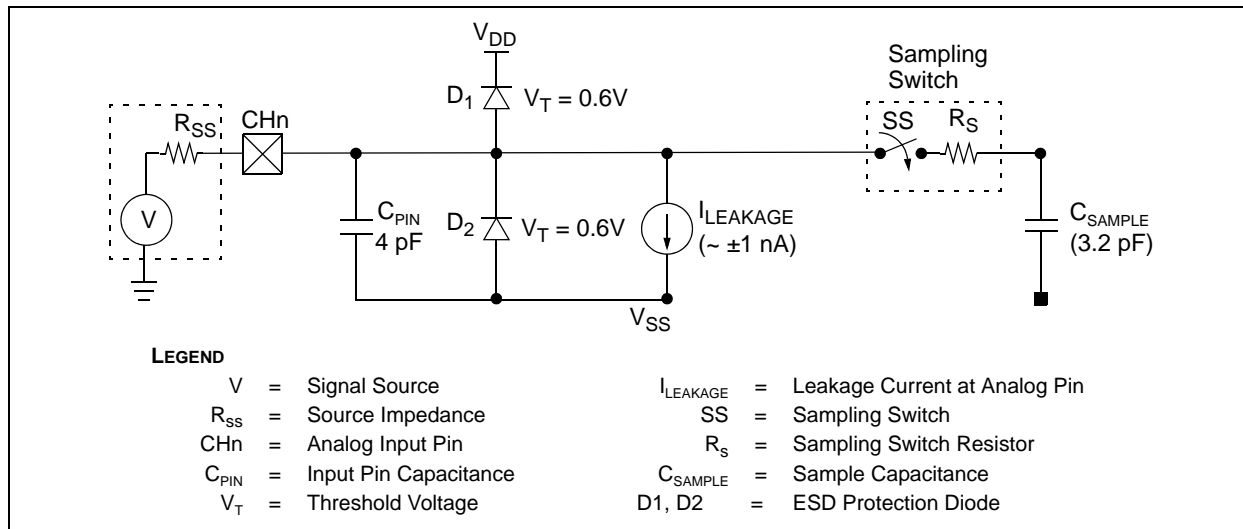 VDD
Sampling
Switch
D1 VT = 0.6V
RSS CHn
SS RS
V
CPIN
4 pF
D2 VT = 0.6V
ILEAKAGE
(~ ±1 nA)
CSAMPLE
(3.2 pF)
VSS
LEGEND
V = Signal Source
Rss = Source Impedance
CHn = Analog Input Pin
CPIN = Input Pin Capacitance
VT = Threshold Voltage
ILEAKAGE = Leakage Current at Analog Pin
SS = Sampling Switch
Rs = Sampling Switch Resistor
CSAMPLE = Sample Capacitance
D1, D2 = ESD Protection Diode